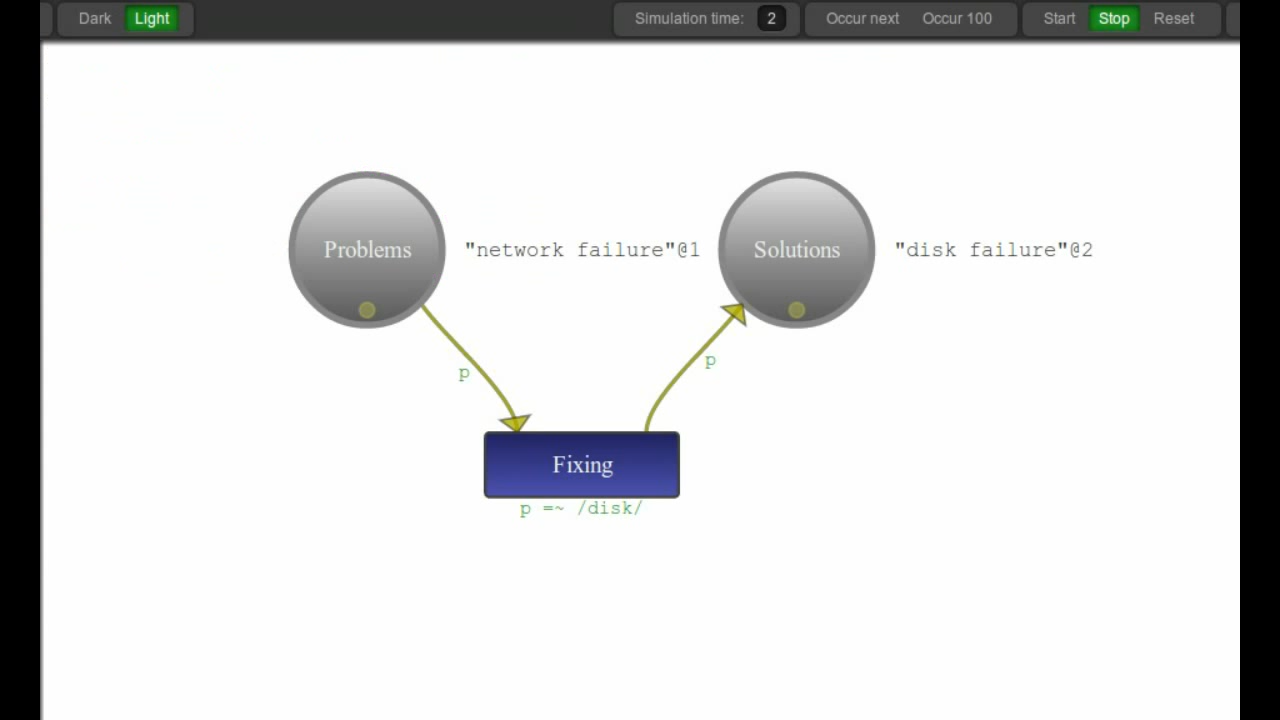 Dark Light Simulation time: 2 Occur next Occur 100 Start Stop Reset
Problems "network failure"@1 Solutions "disk failure"@2
p
p
Fixing
p =~ /disk/